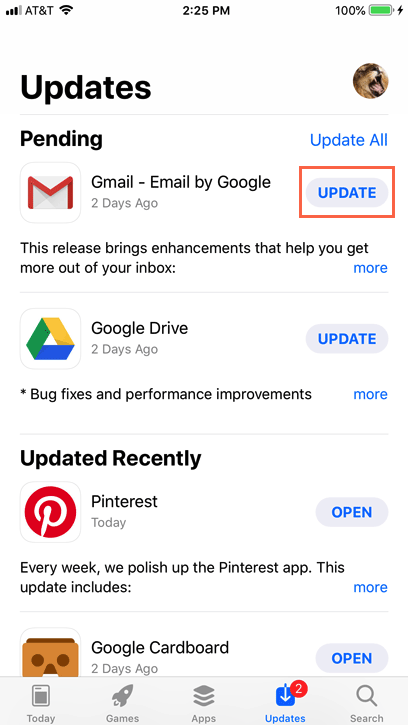 AT&T 2:25 PM 100%
Updates
Pending Update All
Gmail - Email by Google
2 Days Ago
UPDATE
This release brings enhancements that help you get
more out of your inbox: more
Google Drive
2 Days Ago
UPDATE
* Bug fixes and performance improvements more
Updated Recently
Pinterest
Today
OPEN
Every week, we polish up the Pinterest app. This
update includes: more
Google Cardboard
2 Days Ago
OPEN
Today Games Apps Updates 2 Search